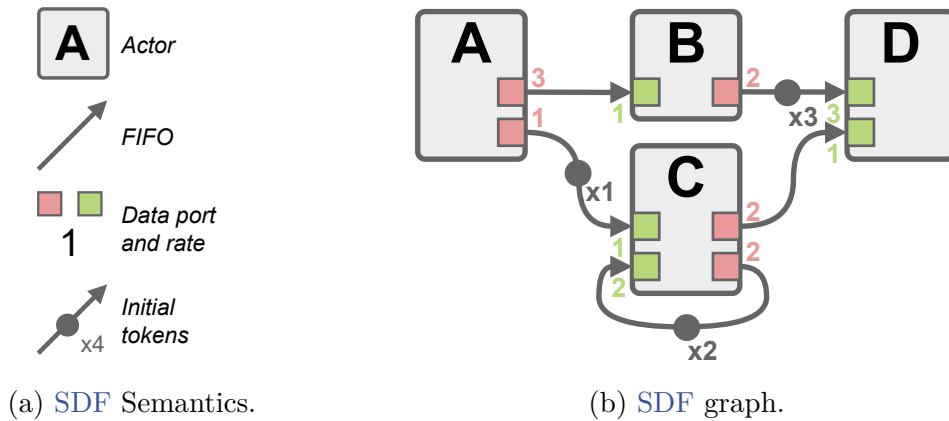 A
Actor
FIFO
1
Data port
and rate
x4
Initial
tokens
(a) SDF Semantics.
A
B
D
3
1
2
x3
3
1
1
x1
C
1
2
2
2
x2
(b) SDF graph.